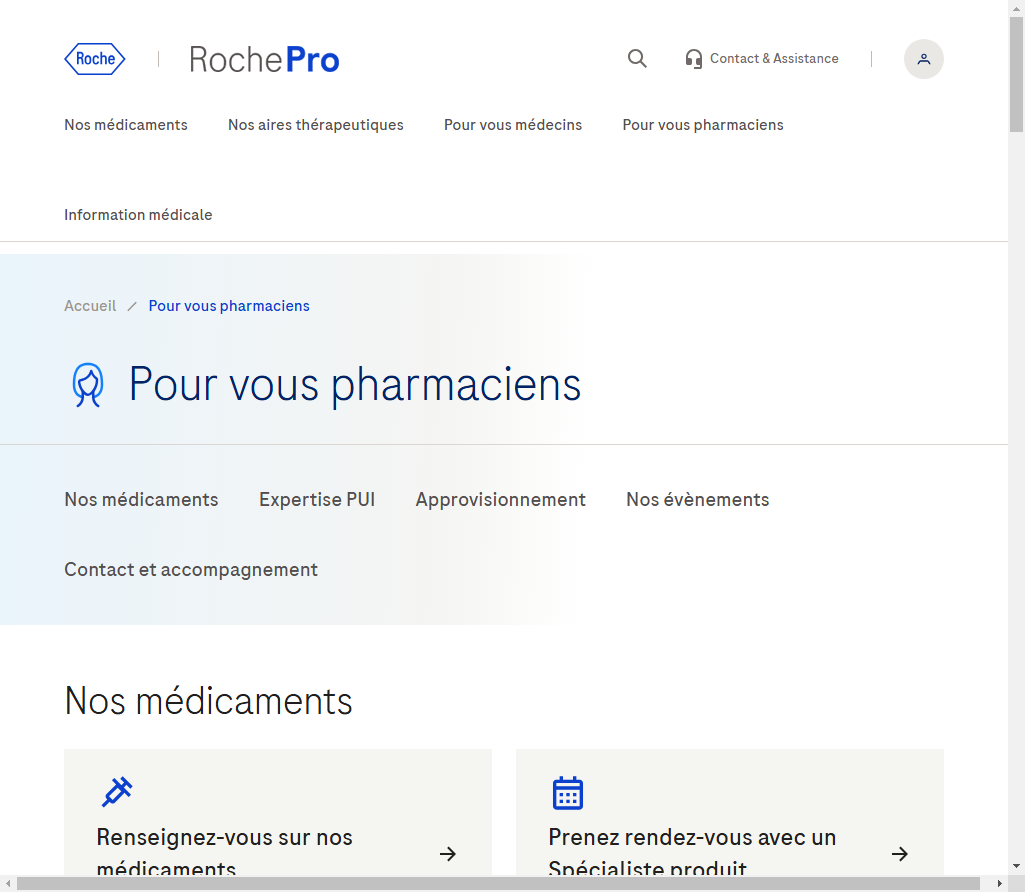 Roche
RochePro
Contact & Assistance
Nos médicaments
Nos aires thérapeutiques
Pour vous médecins
Pour vous pharmaciens
Information médicale
Accueil / Pour vous pharmaciens
Pour vous pharmaciens
Nos médicaments
Expertise PUI
Approvisionnement
Nos évènements
Contact et accompagnement
Nos médicaments
Renseignez-vous sur nos
médicaments
Prenez rendez-vous avec un
Spécialiste produit